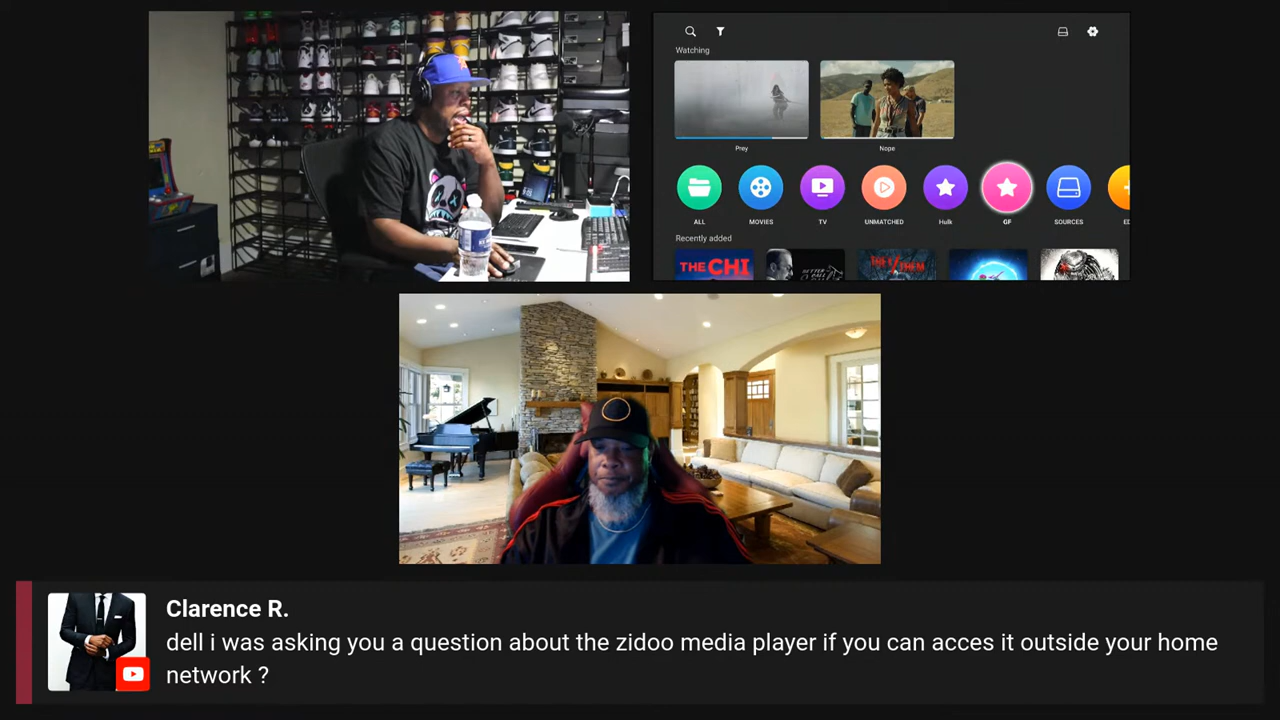 Watching
Prey
Nope
ALL
MOVIES
TV
UNMATCHED
Hulk
GF
SOURCES
Recently added
THE CHI
Clarence R.
dell i was asking you a question about the zidoo media player if you can acces it outside your home
network ?